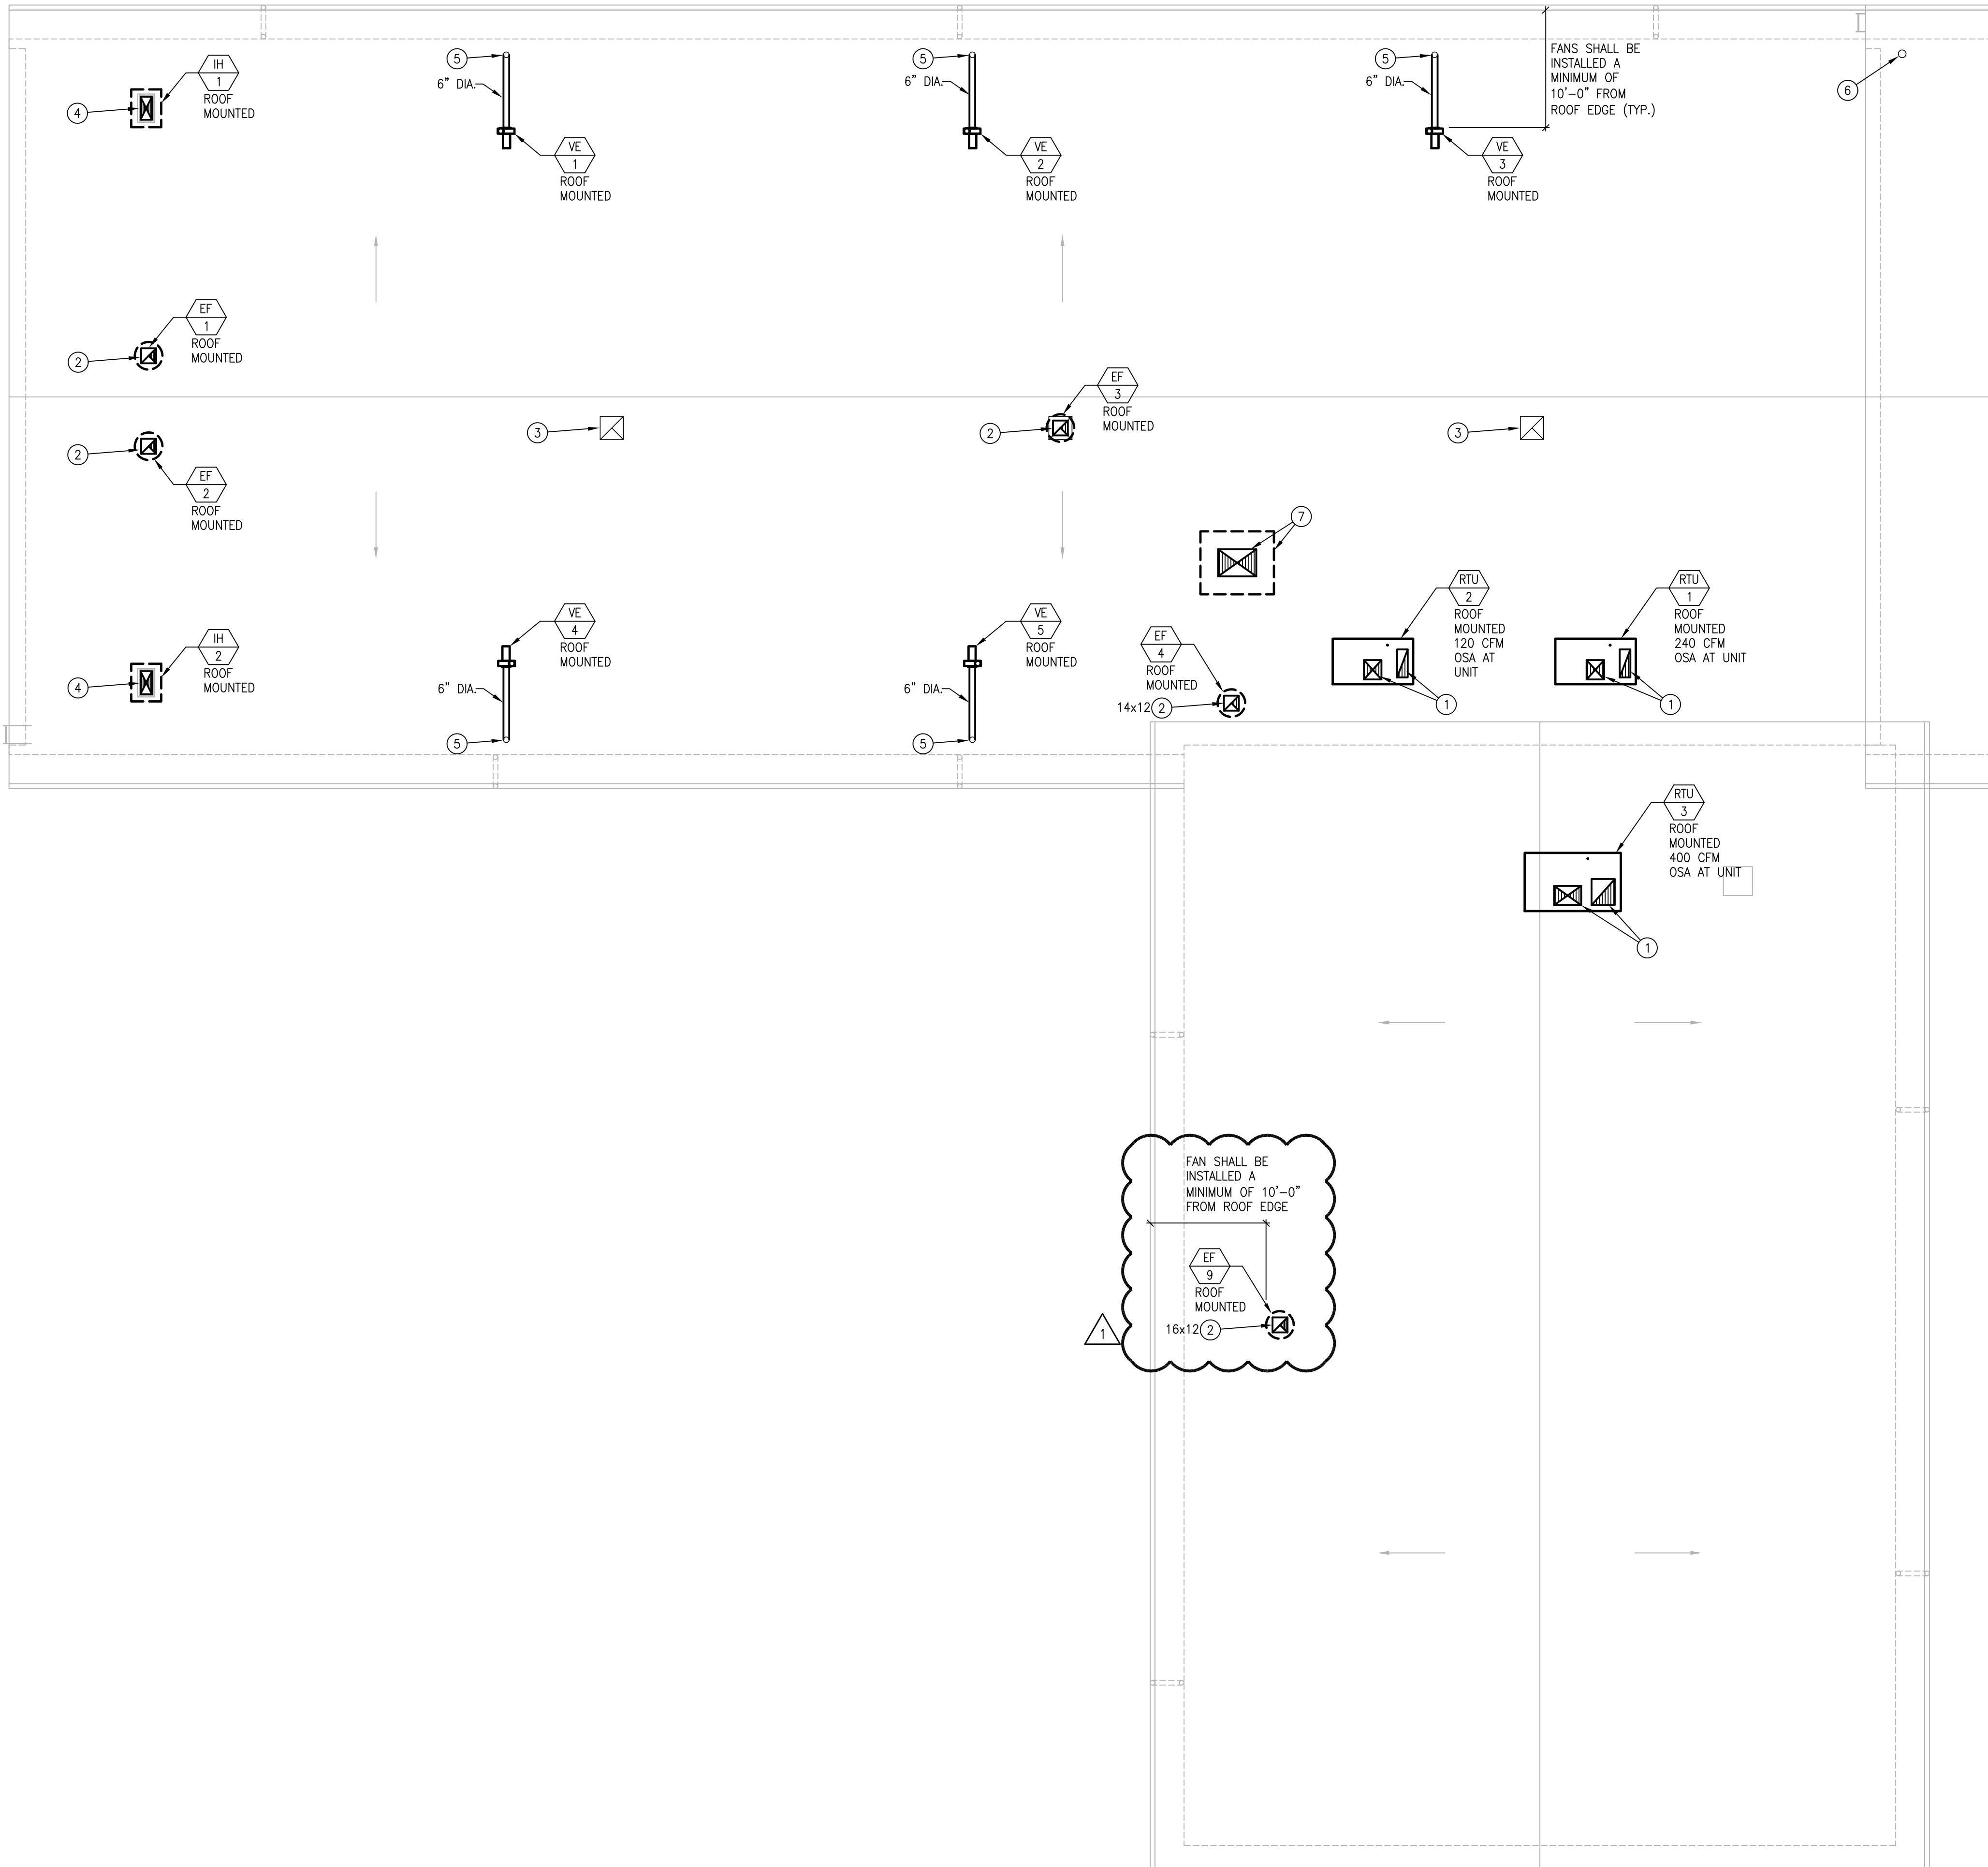 IH
1
ROOF
MOUNTED
4
5
6" DIA.
VE
1
ROOF
MOUNTED
5
6" DIA.
VE
2
ROOF
MOUNTED
5
6" DIA.
VE
3
ROOF
MOUNTED
FANS SHALL BE
INSTALLED A
MINIMUM OF
10'-0" FROM
ROOF EDGE (TYP.)
6
EF
1
ROOF
MOUNTED
2
2
EF
2
ROOF
MOUNTED
3
EF
3
ROOF
MOUNTED
2
3
7
IH
2
ROOF
MOUNTED
4
VE
4
ROOF
MOUNTED
6" DIA.
5
VE
5
ROOF
MOUNTED
6" DIA.
5
EF
4
ROOF
MOUNTED
14x12 2
RTU
2
ROOF
MOUNTED
120 CFM
OSA AT
UNIT
1
RTU
1
ROOF
MOUNTED
240 CFM
OSA AT UNIT
1
RTU
3
ROOF
MOUNTED
400 CFM
OSA AT UNIT
1
FAN SHALL BE
INSTALLED A
MINIMUM OF 10'-0"
FROM ROOF EDGE
EF
9
ROOF
MOUNTED
16x12 2
1